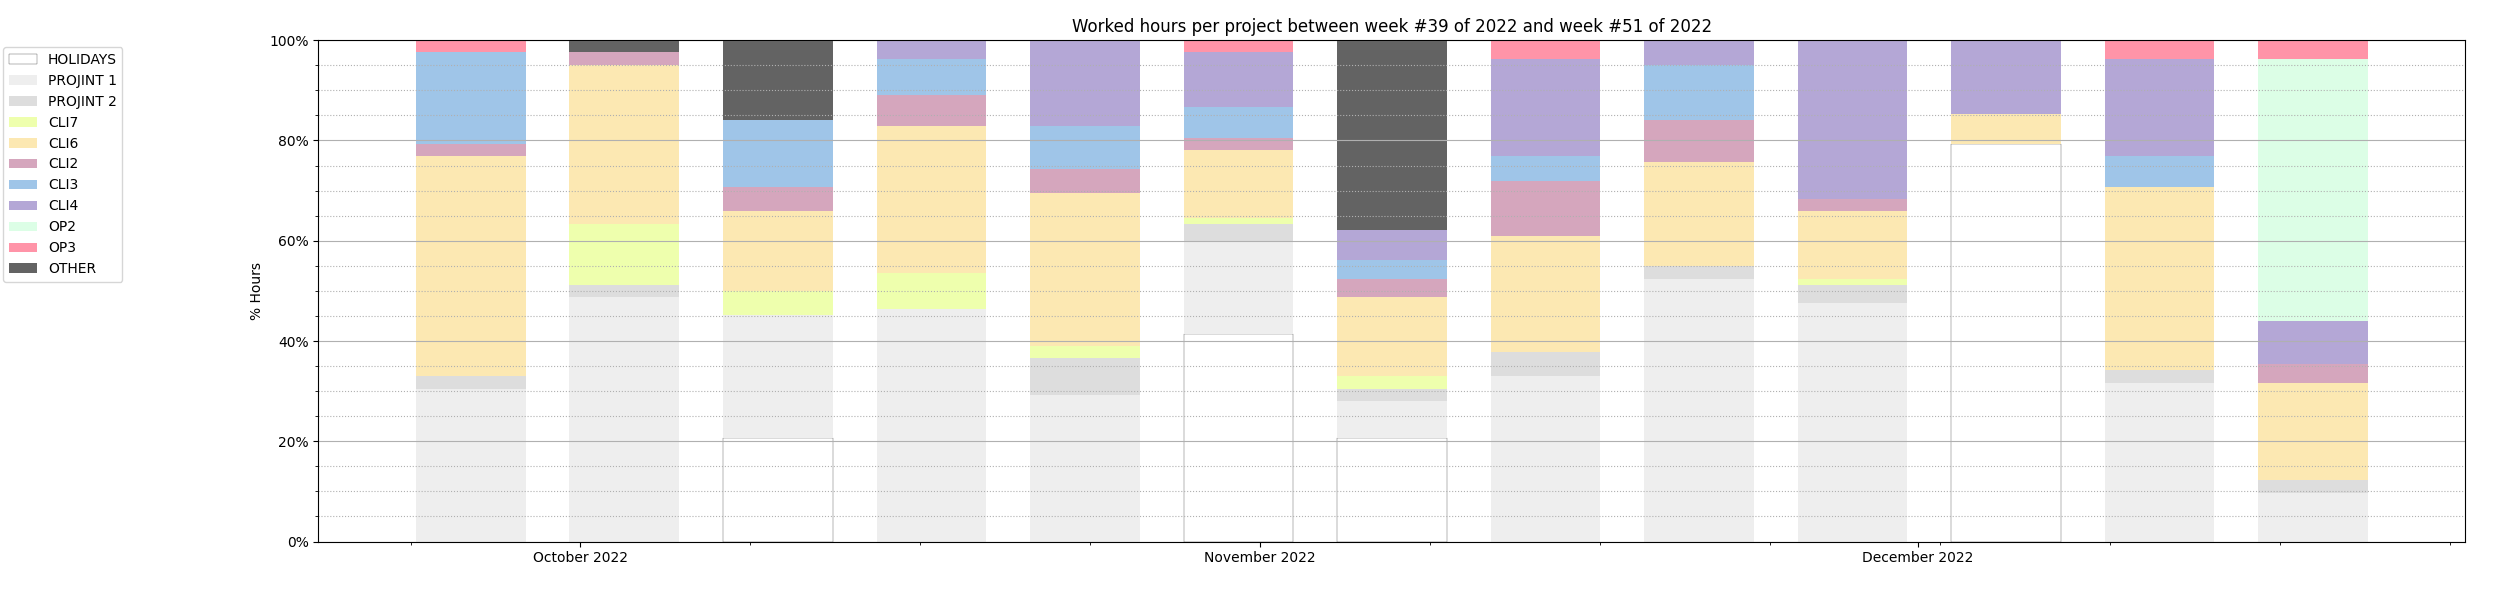 Worked hours per project between week #39 of 2022 and week #51 of 2022
HOLIDAYS
PROJINT 1
PROJINT 2
CLI7
CLI6
CLI2
CLI3
CLI4
OP2
OP3
OTHER
% Hours
100%
80%
60%
40%
20%
0%
October 2022
November 2022
December 2022